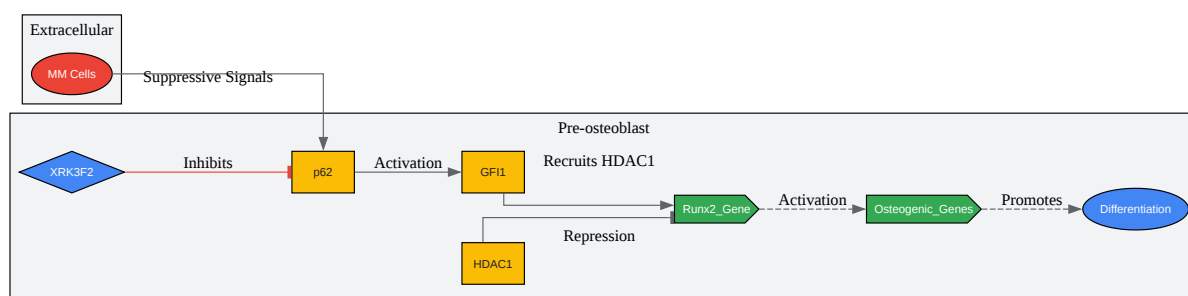 Extracellular
MM Cells
Suppressive Signals
Pre-osteoblast
XRK3F2
Inhibits
p62
Activation
GFI1
Recruits HDAC1
Runx2_Gene
Activation
Osteogenic_Genes
Promotes
Differentiation
Repression
HDAC1